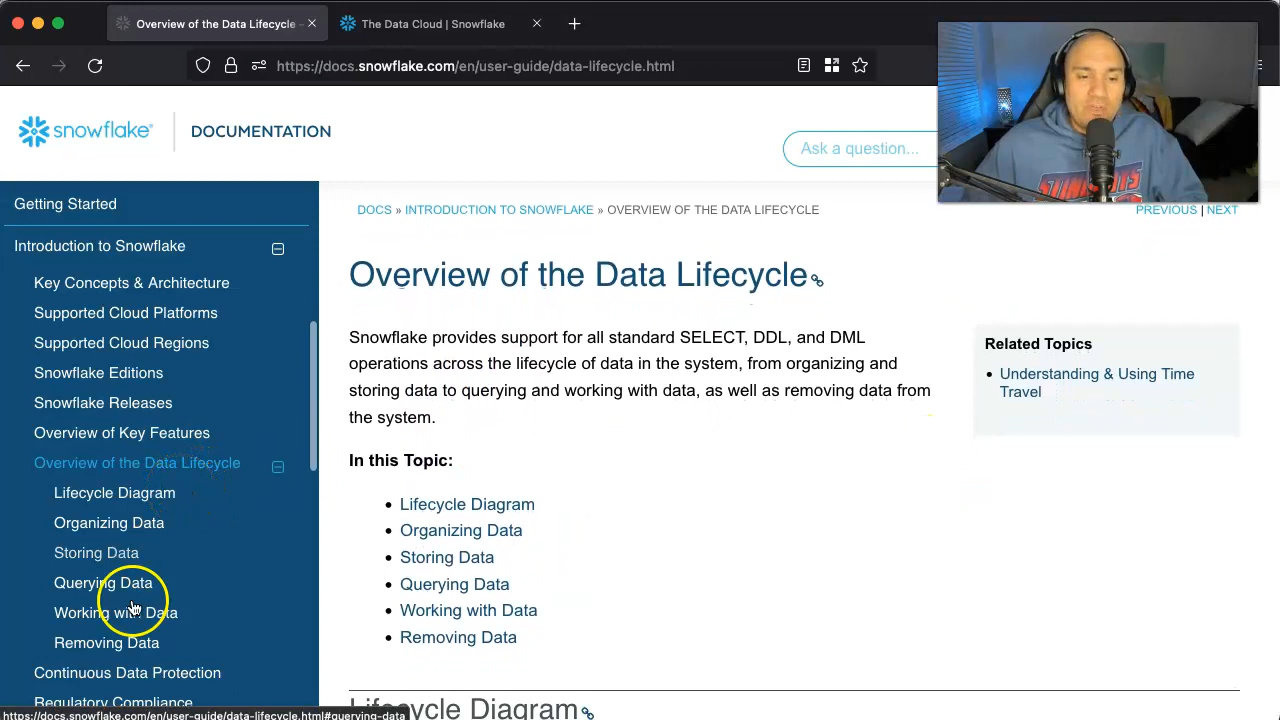 Overview of the Data Lifecycle –
The Data Cloud | Snowflake
https://docs.snowflake.com/en/user-guide/data-lifecycle.html
snowflake®
DOCUMENTATION
Ask a question...
Getting Started
Introduction to Snowflake
Key Concepts & Architecture
Supported Cloud Platforms
Supported Cloud Regions
Snowflake Editions
Snowflake Releases
Overview of Key Features
Overview of the Data Lifecycle
Lifecycle Diagram
Organizing Data
Storing Data
Querying Data
Working with Data
Removing Data
Continuous Data Protection
Regulatory Compliance
https://docs.snowflake.com/en/user-guide/data-lifecycle.html#querying-data
DOCS » INTRODUCTION TO SNOWFLAKE » OVERVIEW OF THE DATA LIFECYCLE
PREVIOUS | NEXT
Overview of the Data Lifecycle
Snowflake provides support for all standard SELECT, DDL, and DML
operations across the lifecycle of data in the system, from organizing and
storing data to querying and working with data, as well as removing data from
the system.
In this Topic:
• Lifecycle Diagram
• Organizing Data
• Storing Data
• Querying Data
• Working with Data
• Removing Data
Related Topics
• Understanding & Using Time
Travel
Lifecycle Diagram